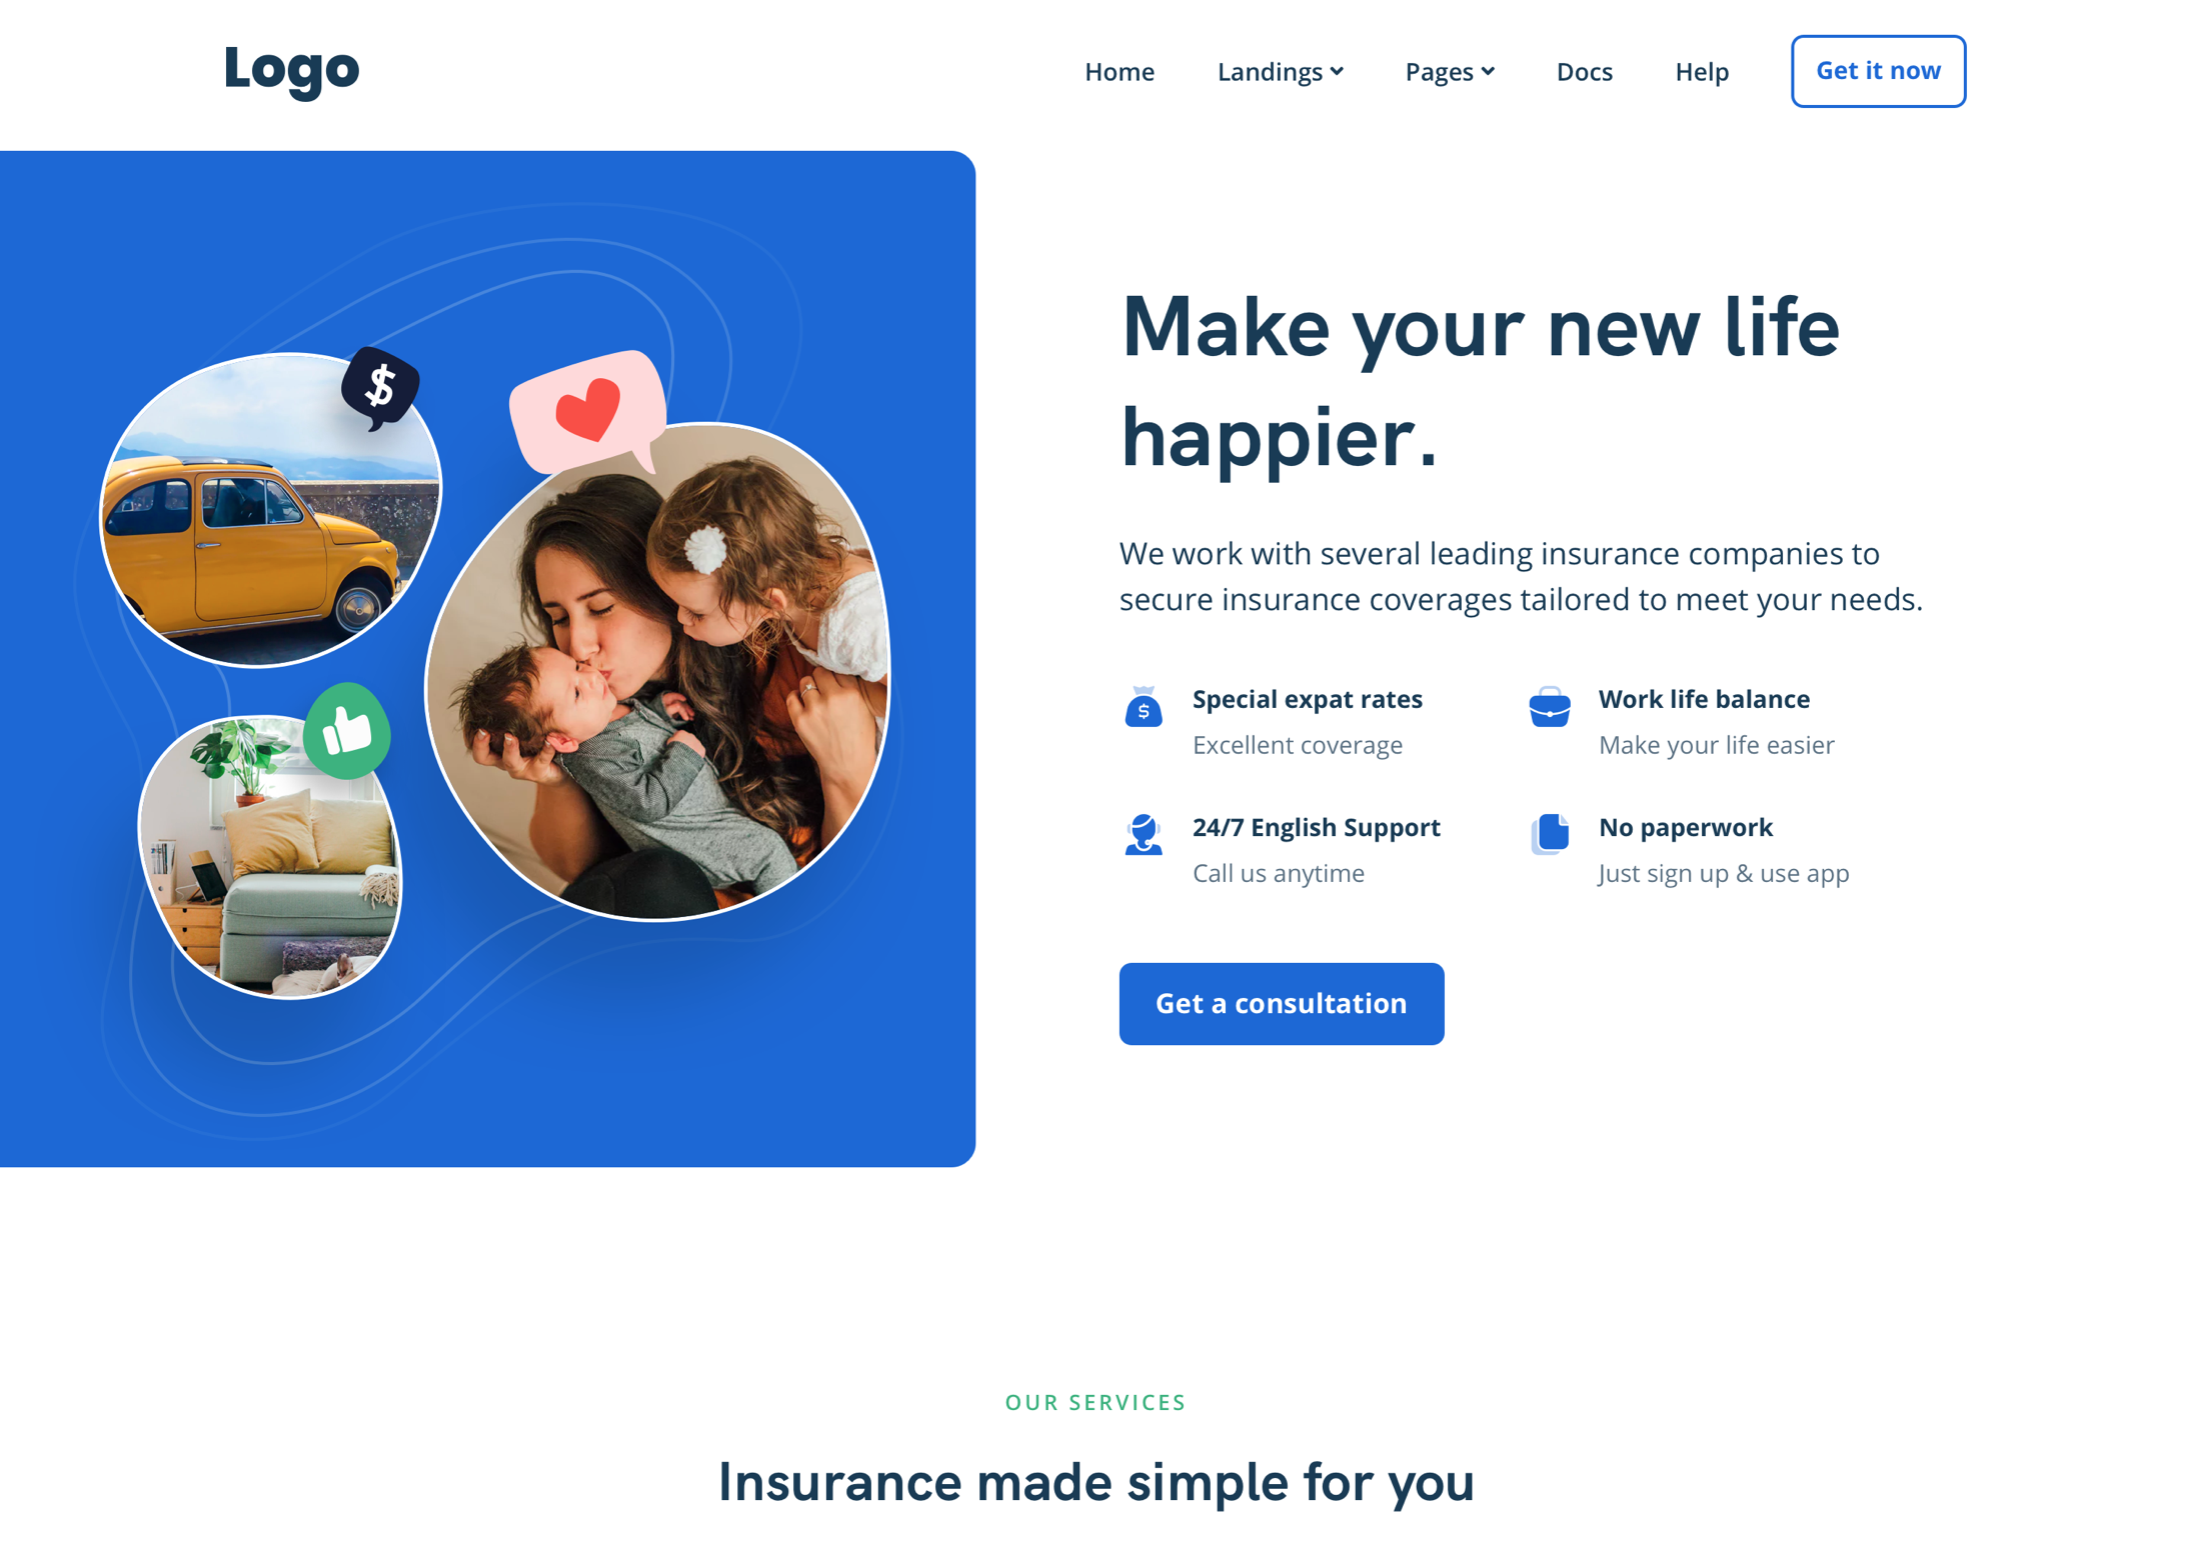 Logo
Home
Landings
Pages
Docs
Help
Get it now
$
Make your new life
happier.
We work with several leading insurance companies to
secure insurance coverages tailored to meet your needs.
$
Special expat rates
Excellent coverage
Work life balance
Make your life easier
24/7 English Support
Call us anytime
No paperwork
Just sign up & use app
Get a consultation
OUR SERVICES
Insurance made simple for you